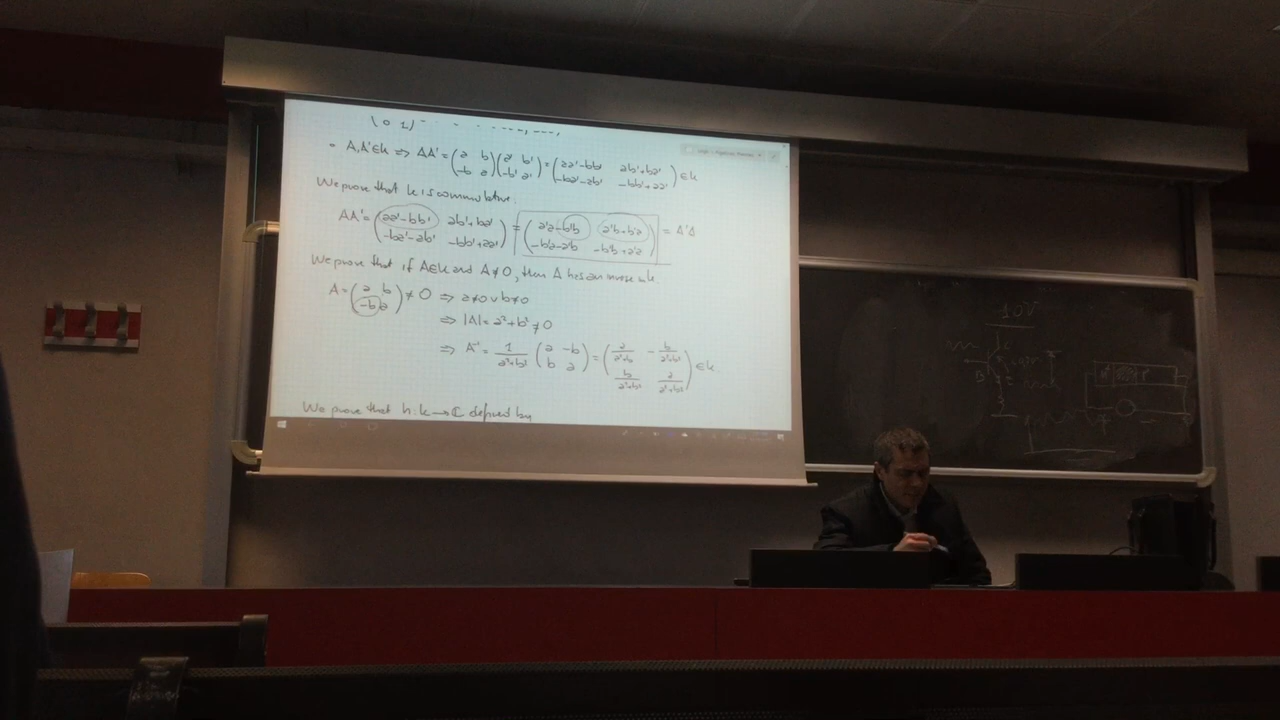 (0 1)
• A,A'∈k ⇒ AA' = (a b -b a)(a' b' -b' a') = (aa'-bb' ab'+ba' -ba'-ab' -bb'+aa') ∈ k
We prove that k is commutative.
AA' = (aa'-bb' ab'+ba' -ba'-ab' -bb'+aa') = (a'a-b'b a'b+b'a -b'a-a'b -b'b+a'a) = A'A
We prove that if A∈k and A≠0, then A has an inverse in k.
A = (a b -b a) ≠ 0 ⇒ a≠0 ∨ b≠0
⇒ |A| = a²+b² ≠ 0
⇒ A⁻¹ = 1/(a²+b²) (a -b b a) = (a/(a²+b²) -b/(a²+b²) b/(a²+b²) a/(a²+b²)) ∈ k
We prove that h: k → ℂ defined by
10V
C
B